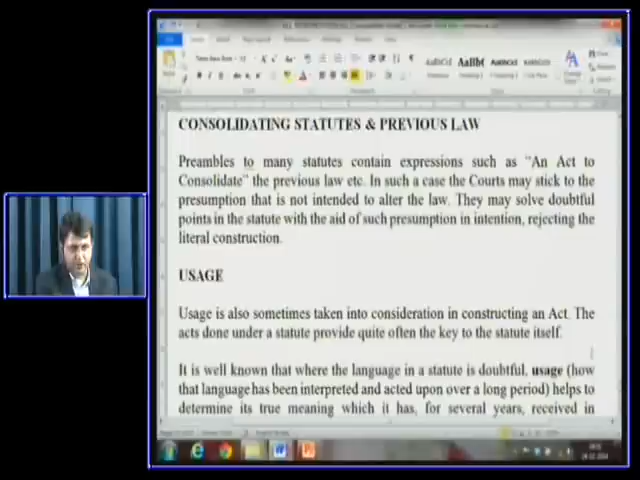 CONSOLIDATING STATUTES & PREVIOUS LAW
Preambles to many statutes contain expressions such as "An Act to
Consolidate" the previous law etc. In such a case the Courts may stick to the
presumption that is not intended to alter the law. They may solve doubtful
points in the statute with the aid of such presumption in intention, rejecting the
literal construction.
USAGE
Usage is also sometimes taken into consideration in constructing an Act. The
acts done under a statute provide quite often the key to the statute itself.
It is well known that where the language in a statute is doubtful, usage (how
that language has been interpreted and acted upon over a long period) helps to
determine its true meaning which it has, for several years, received in